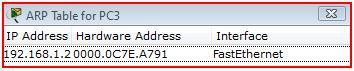 ARP Table for PC3
IP Address Hardware Address Interface
192.168.1.2 0000.0C7E.A791 FastEthernet